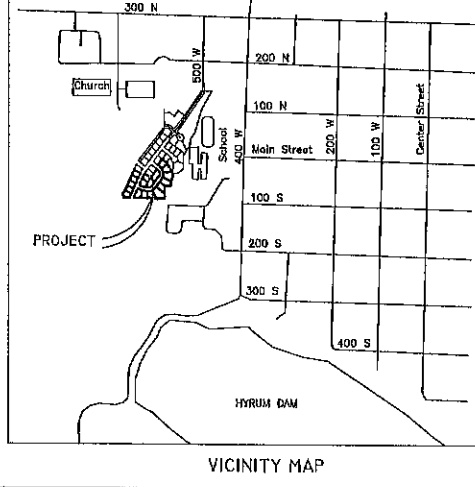 300 N
500 W
200 N
Church
100 N
School
400 W
Main Street
200 W
100 W
Center Street
100 S
PROJECT
200 S
300 S
400 S
HYRUM DAM
VICINITY MAP